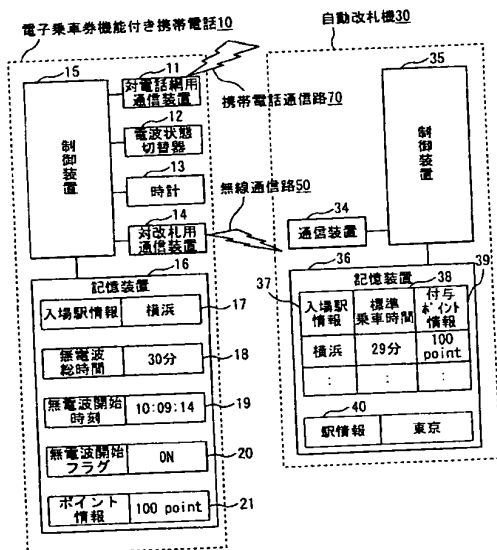 電子乗車券機能付き携帯電話10
15
制御装置
11
対電話網用
通信装置
12
電波状態
切替器
13
時計
14
対改札用
通信装置
携帯電話通信路70
無線通信路50
16
記憶装置
入場駅情報 横浜
17
無電波
総時間 30分
18
無電波開始
時刻 10:09:14
19
無電波開始
フラグ ON
20
ポイント
情報 100 point
21
自動改札機30
35
制御装置
34
通信装置
36
記憶装置
37
38
39
入場駅
情報
標準
乗車時間
付与
ポイント
情報
横浜 29分 100
point
: : :
40
駅情報 東京